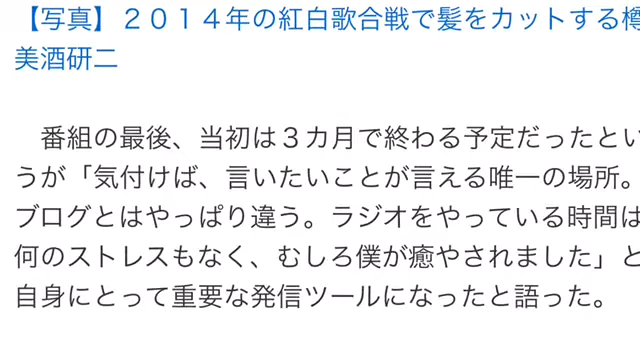 【写真】２０１４年の紅白歌合戦で髪をカットする樽
美酒研二
番組の最後、当初は３カ月で終わる予定だったとい
うが「気付けば、言いたいことが言える唯一の場所。
ブログとはやっぱり違う。ラジオをやっている時間は
何のストレスもなく、むしろ僕が癒やされました」と
自身にとって重要な発信ツールになったと語った。